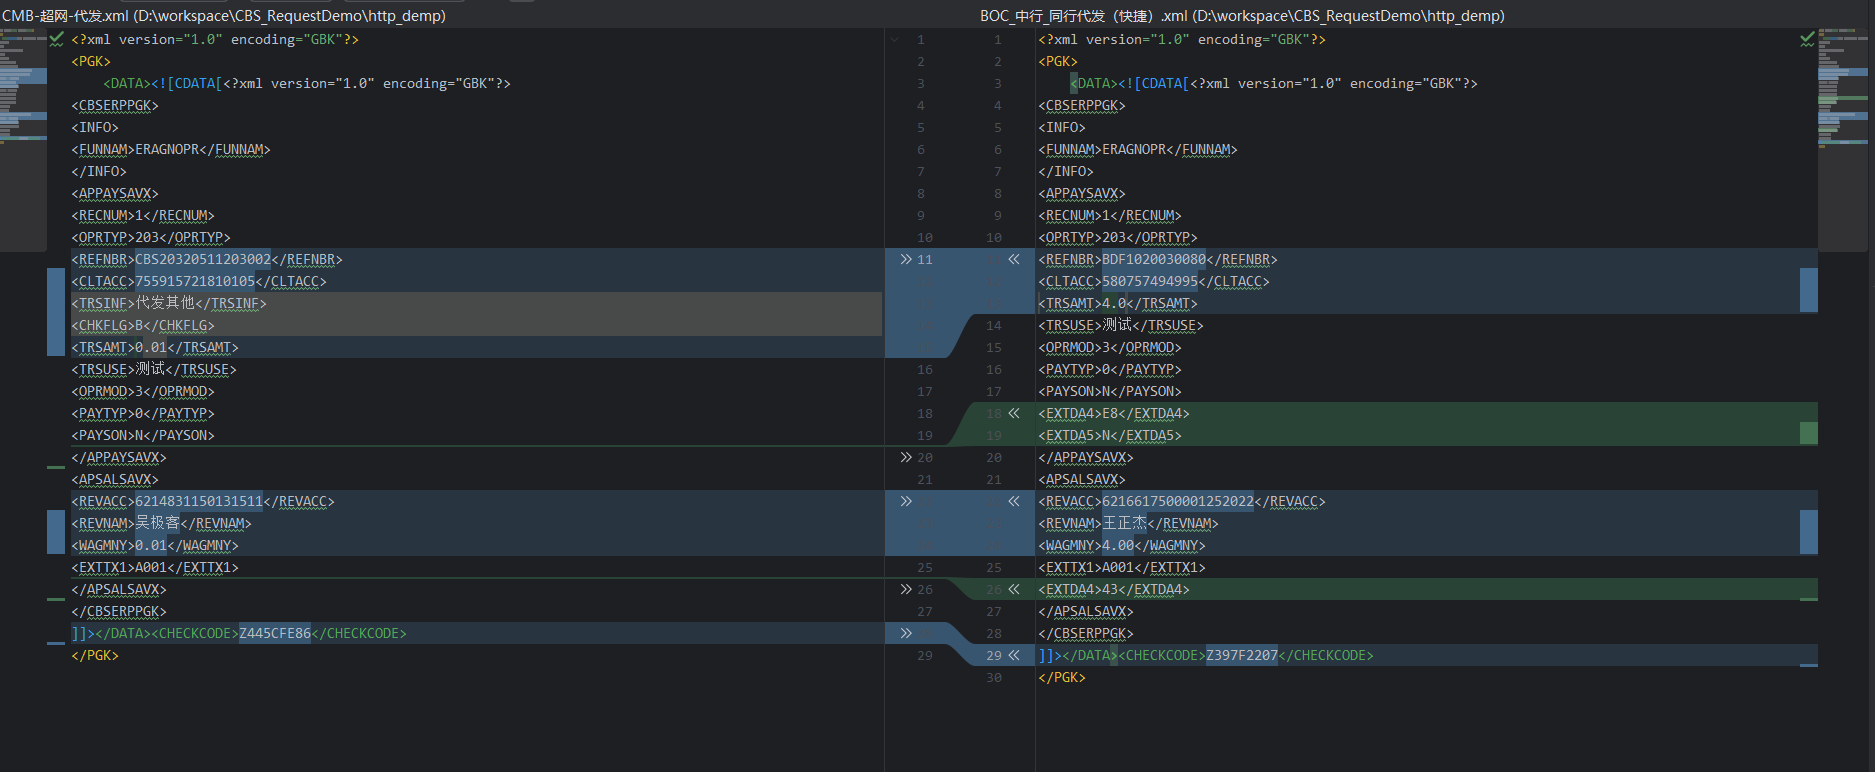 CMB-超网-代发.xml (D:\workspace\CBS_RequestDemo\http_demp)
<?xml version="1.0" encoding="GBK"?>
<PGK>
<DATA><![CDATA[<?xml version="1.0" encoding="GBK"?>
<CBSERPPGK>
<INFO>
<FUNNAM>ERAGNOPR</FUNNAM>
</INFO>
<APPAYSAVX>
<RECNUM>1</RECNUM>
<OPRTYP>203</OPRTYP>
<REFNBR>CBS20320511203002</REFNBR>
<CLTACC>755915721810105</CLTACC>
<TRSINF>代发其他</TRSINF>
<CHKFLG>B</CHKFLG>
<TRSAMT>0.01</TRSAMT>
<TRSUSE>测试</TRSUSE>
<OPRMOD>3</OPRMOD>
<PAYTYP>0</PAYTYP>
<PAYSON>N</PAYSON>
</APPAYSAVX>
<APSALSAVX>
<REVACC>6214831150131511</REVACC>
<REVNAM>吴极客</REVNAM>
<WAGMNY>0.01</WAGMNY>
<EXTTX1>A001</EXTTX1>
</APSALSAVX>
</CBSERPPGK>
]]></DATA><CHECKCODE>Z445CFE86</CHECKCODE>
</PGK>
1
2
3
4
5
6
7
8
9
10
11
16
17
18
19
20
21
25
26
27
29
BOC_中行_同行代发（快捷）.xml (D:\workspace\CBS_RequestDemo\http_demp)
1 <?xml version="1.0" encoding="GBK"?>
2 <PGK>
3 <DATA><![CDATA[<?xml version="1.0" encoding="GBK"?>
4 <CBSERPPGK>
5 <INFO>
6 <FUNNAM>ERAGNOPR</FUNNAM>
7 </INFO>
8 <APPAYSAVX>
9 <RECNUM>1</RECNUM>
10 <OPRTYP>203</OPRTYP>
<REFNBR>BDF1020030080</REFNBR>
<CLTACC>580757494995</CLTACC>
<TRSAMT>4.0</TRSAMT>
14 <TRSUSE>测试</TRSUSE>
15 <OPRMOD>3</OPRMOD>
16 <PAYTYP>0</PAYTYP>
17 <PAYSON>N</PAYSON>
18 <EXTDA4>E8</EXTDA4>
19 <EXTDA5>N</EXTDA5>
20 </APPAYSAVX>
21 <APSALSAVX>
<REVACC>6216617500001252022</REVACC>
<REVNAM>王正杰</REVNAM>
<WAGMNY>4.00</WAGMNY>
25 <EXTTX1>A001</EXTTX1>
26 <EXTDA4>43</EXTDA4>
27 </APSALSAVX>
28 </CBSERPPGK>
29 ]]></DATA><CHECKCODE>Z397F2207</CHECKCODE>
30 </PGK>